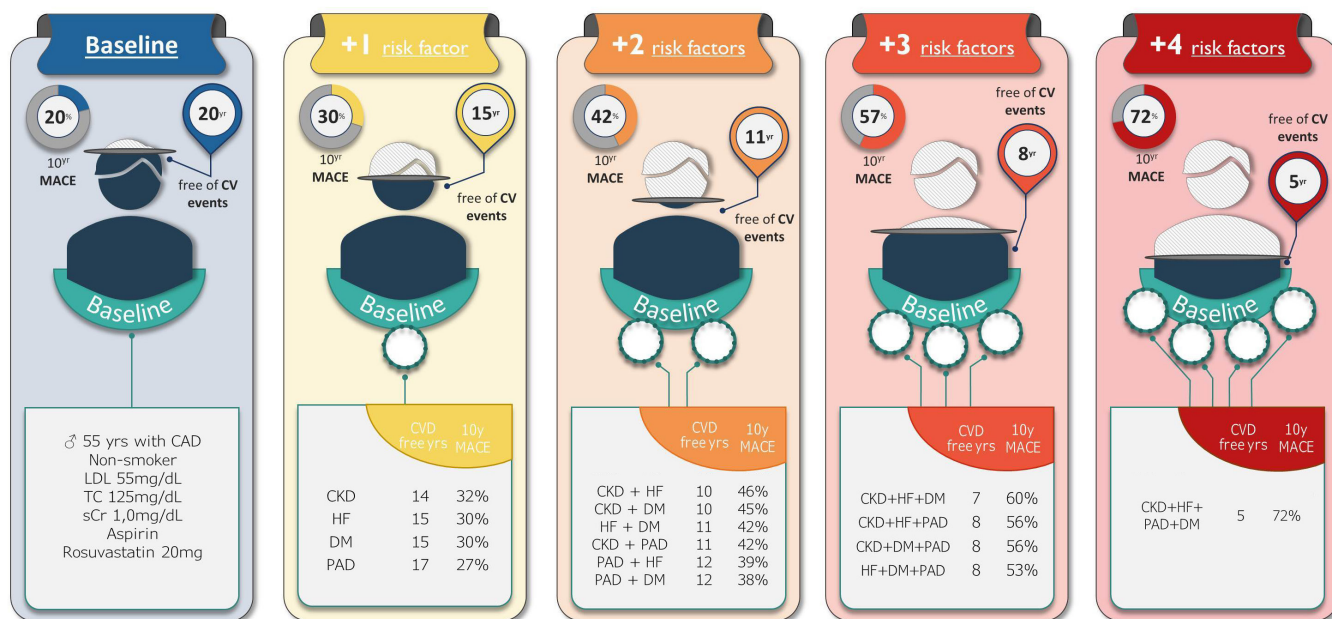 Baseline
20%
10yr
MACE
20yr
free of CV
events
Baseline
♂ 55 yrs with CAD
Non-smoker
LDL 55mg/dL
TC 125mg/dL
sCr 1,0mg/dL
Aspirin
Rosuvastatin 20mg
+1 risk factor
30%
10yr
MACE
15yr
free of CV
events
Baseline
CVD free yrs 10y MACE
CKD 14 32%
HF 15 30%
DM 15 30%
PAD 17 27%
+2 risk factors
42%
10yr
MACE
11yr
free of CV
events
Baseline
CVD free yrs 10y MACE
CKD + HF 10 46%
CKD + DM 10 45%
HF + DM 11 42%
CKD + PAD 11 42%
PAD + HF 12 39%
PAD + DM 12 38%
+3 risk factors
57%
10yr
MACE
free of CV
events
8yr
Baseline
CVD free yrs 10y MACE
CKD+HF+DM 7 60%
CKD+HF+PAD 8 56%
CKD+DM+PAD 8 56%
HF+DM+PAD 8 53%
+4 risk factors
72%
10yr
MACE
free of CV
events
5yr
Baseline
CVD free yrs 10y MACE
CKD+HF+
PAD+DM 5 72%